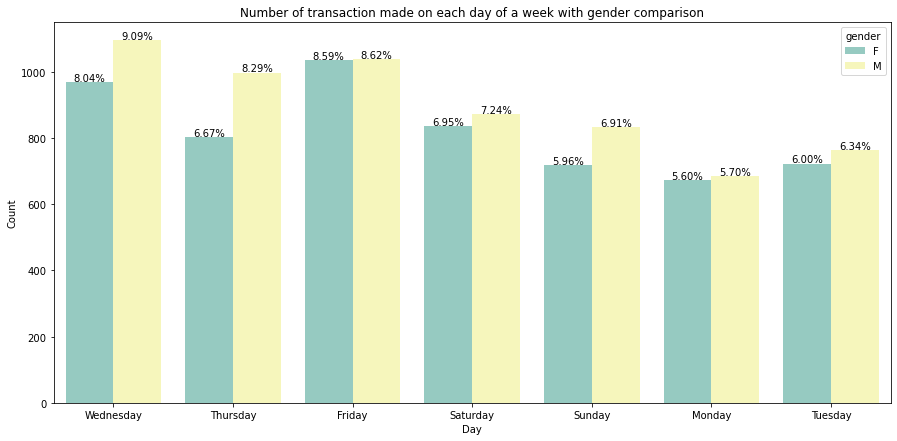 Number of transaction made on each day of a week with gender comparison
gender
F
M
8.04%
9.09%
6.67%
8.29%
8.59%
8.62%
6.95%
7.24%
5.96%
6.91%
5.60%
5.70%
6.00%
6.34%
Count
1000
800
600
400
200
0
Wednesday
Thursday
Friday
Saturday
Sunday
Monday
Tuesday
Day